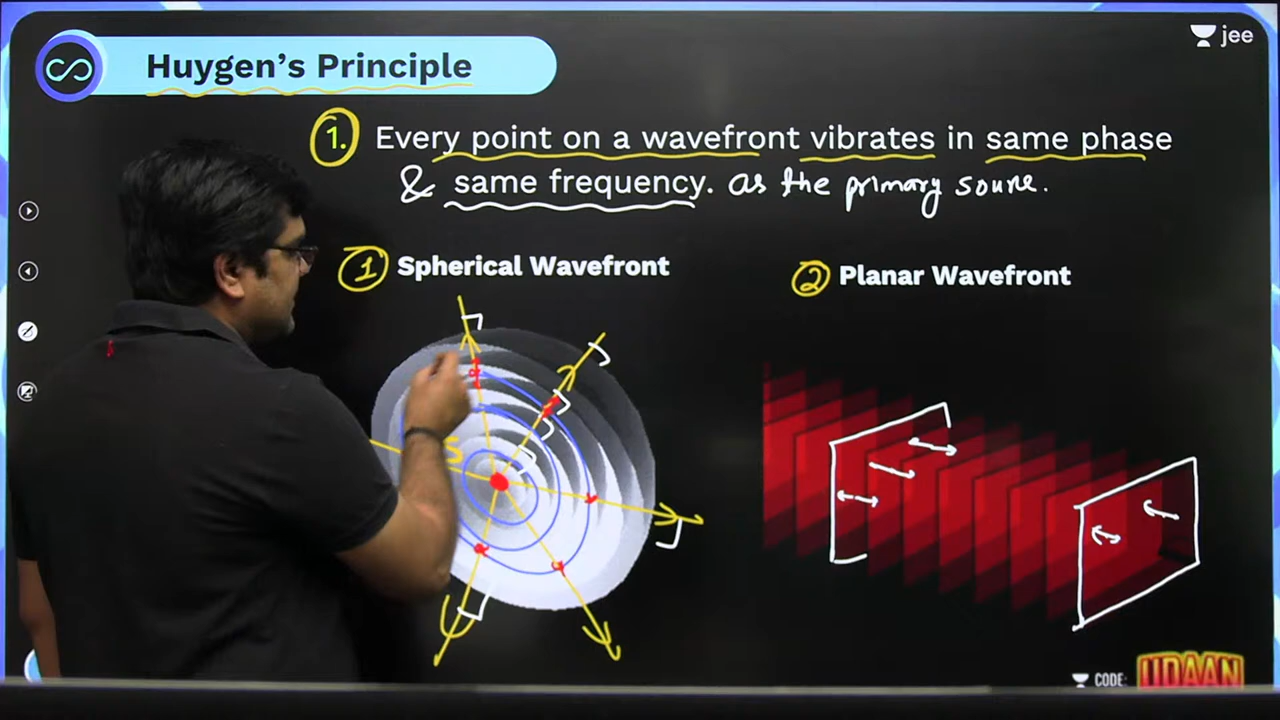 Huygen's Principle
jee
1. Every point on a wavefront vibrates in same phase
& same frequency. as the primary soure.
1 Spherical Wavefront
2 Planar Wavefront
CODE: UDAAN